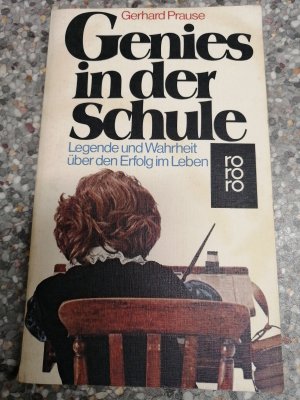 Gerhard Prause
Genies
in der
Schule
Legende und Wahrheit
über den Erfolg im Leben
ro
ro
ro